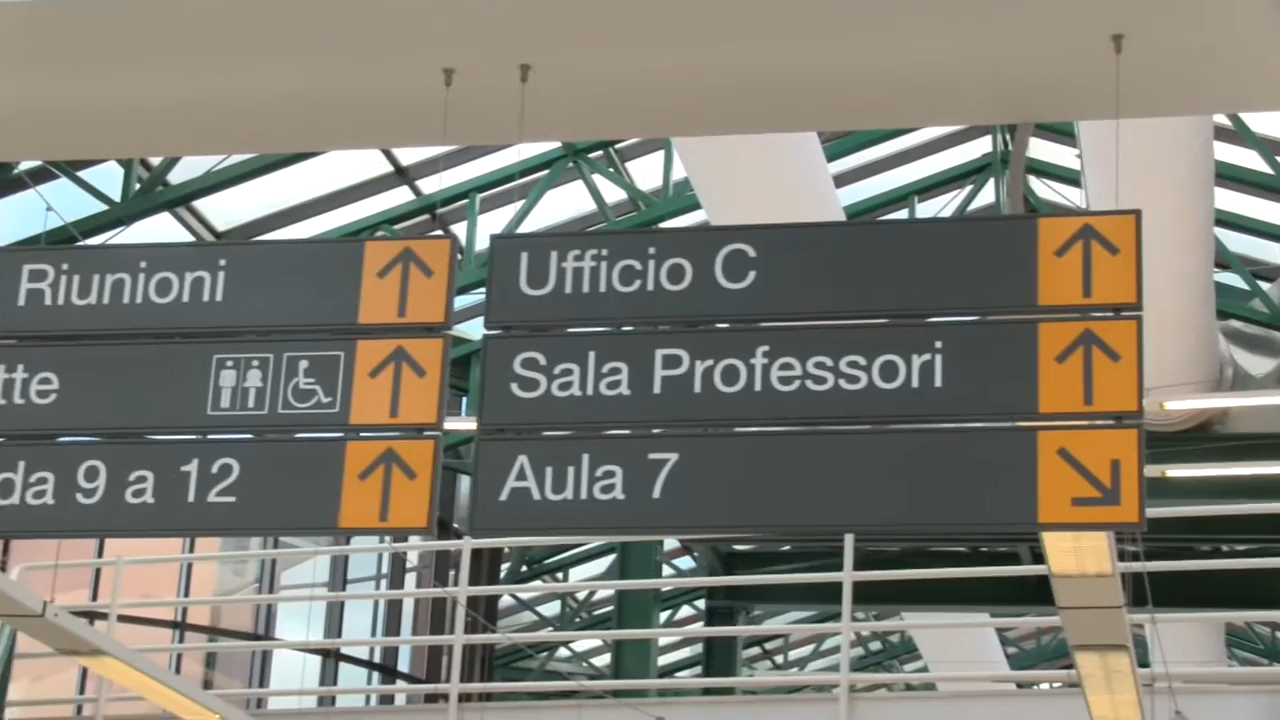 Riunioni
tte
da 9 a 12
Ufficio C
Sala Professori
Aula 7